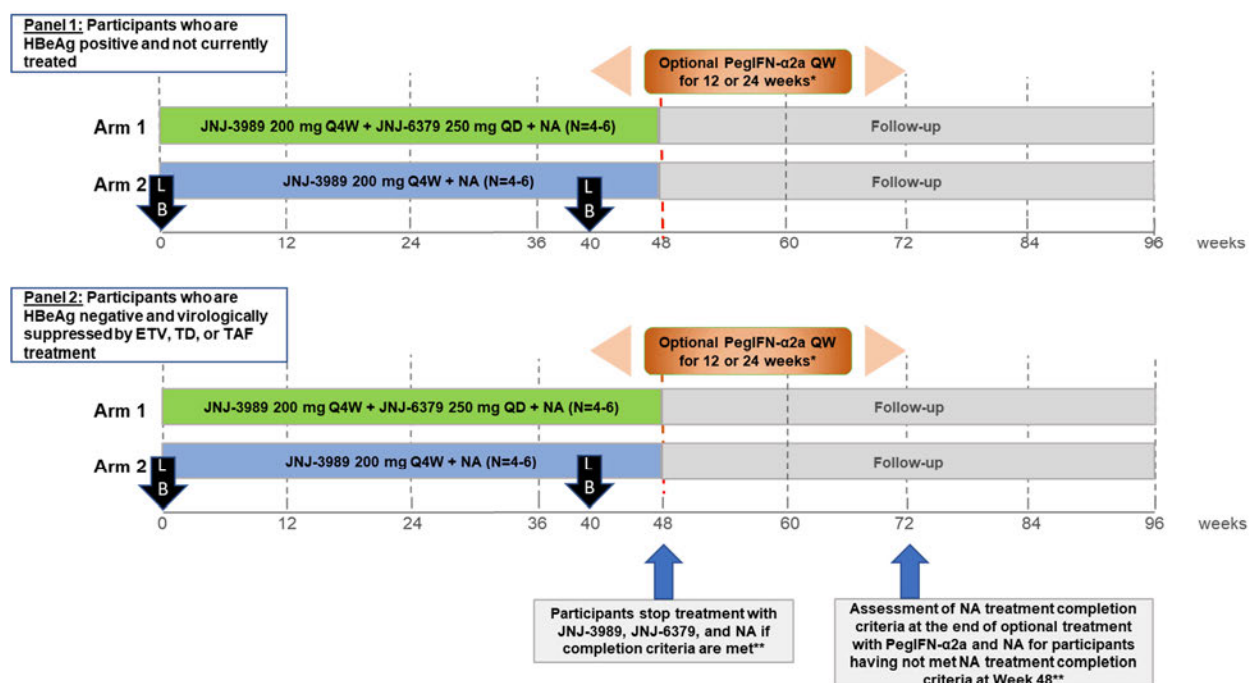 Panel 1: Participants who are
HBeAg positive and not currently
treated
Optional PegIFN-α2a QW
for 12 or 24 weeks*
Arm 1
JNJ-3989 200 mg Q4W + JNJ-6379 250 mg QD + NA (N=4-6)
Follow-up
Arm 2
JNJ-3989 200 mg Q4W + NA (N=4-6)
Follow-up
L
B
L
B
0 12 24 36 40 48 60 72 84 96 weeks
Panel 2: Participants who are
HBeAg negative and virologically
suppressed by ETV, TD, or TAF
treatment
Optional PegIFN-α2a QW
for 12 or 24 weeks*
Arm 1
JNJ-3989 200 mg Q4W + JNJ-6379 250 mg QD + NA (N=4-6)
Follow-up
Arm 2
JNJ-3989 200 mg Q4W + NA (N=4-6)
Follow-up
L
B
L
B
0 12 24 36 40 48 60 72 84 96 weeks
Participants stop treatment with
JNJ-3989, JNJ-6379, and NA if
completion criteria are met**
Assessment of NA treatment completion
criteria at the end of optional treatment
with PegIFN-α2a and NA for participants
having not met NA treatment completion
criteria at Week 48**